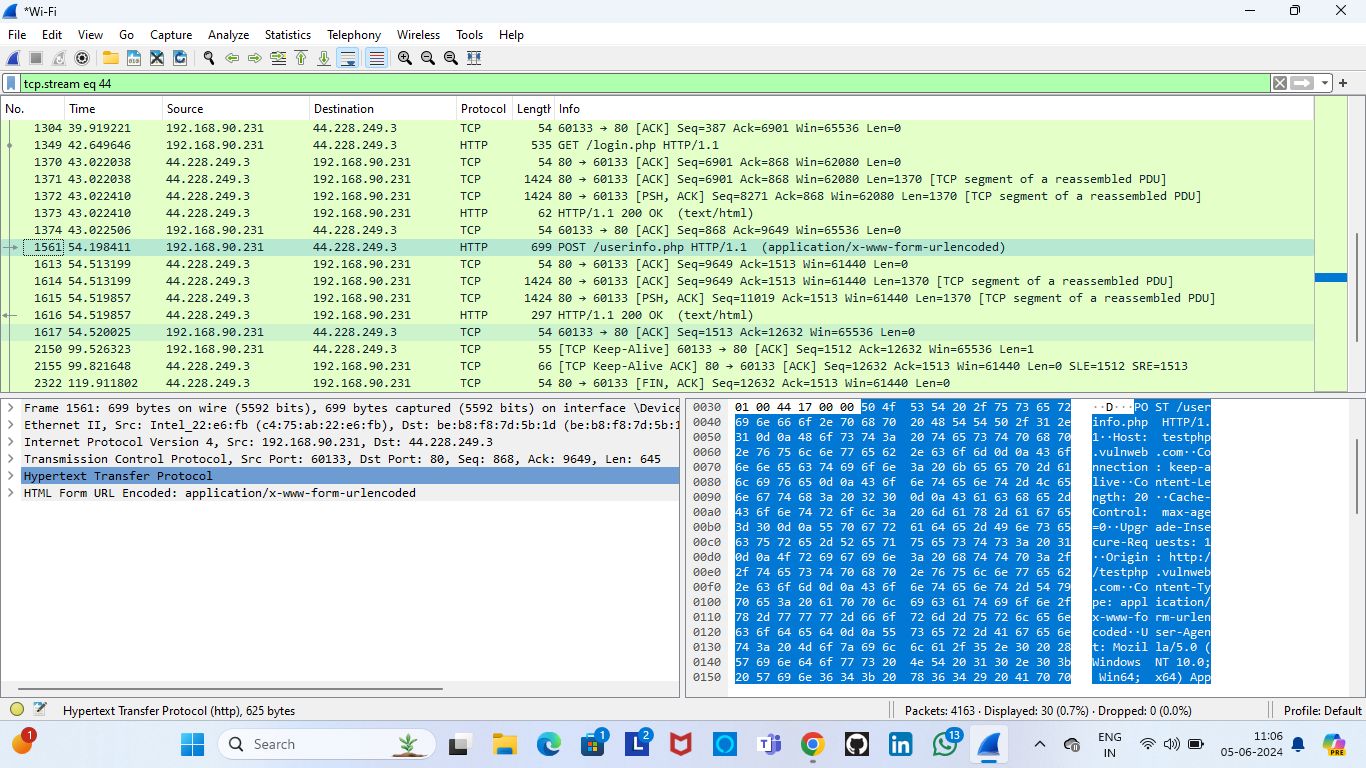 *Wi-Fi
File Edit View Go Capture Analyze Statistics Telephony Wireless Tools Help
tcp.stream eq 44
No. Time Source Destination Protocol Length Info
1304 39.919221 192.168.90.231 44.228.249.3 TCP 54 60133 → 80 [ACK] Seq=387 Ack=6901 Win=65536 Len=0
1349 42.649646 192.168.90.231 44.228.249.3 HTTP 535 GET /login.php HTTP/1.1
1370 43.022038 44.228.249.3 192.168.90.231 TCP 54 80 → 60133 [ACK] Seq=6901 Ack=868 Win=62080 Len=0
1371 43.022038 44.228.249.3 192.168.90.231 TCP 1424 80 → 60133 [ACK] Seq=6901 Ack=868 Win=62080 Len=1370 [TCP segment of a reassembled PDU]
1372 43.022410 44.228.249.3 192.168.90.231 TCP 1424 80 → 60133 [PSH, ACK] Seq=8271 Ack=868 Win=62080 Len=1370 [TCP segment of a reassembled PDU]
1373 43.022410 44.228.249.3 192.168.90.231 HTTP 62 HTTP/1.1 200 OK (text/html)
1374 43.022506 192.168.90.231 44.228.249.3 TCP 54 60133 → 80 [ACK] Seq=868 Ack=9649 Win=65536 Len=0
1561 54.198411 192.168.90.231 44.228.249.3 HTTP 699 POST /userinfo.php HTTP/1.1 (application/x-www-form-urlencoded)
1613 54.513199 44.228.249.3 192.168.90.231 TCP 54 80 → 60133 [ACK] Seq=9649 Ack=1513 Win=61440 Len=0
1614 54.513199 44.228.249.3 192.168.90.231 TCP 1424 80 → 60133 [ACK] Seq=9649 Ack=1513 Win=61440 Len=1370 [TCP segment of a reassembled PDU]
1615 54.519857 44.228.249.3 192.168.90.231 TCP 1424 80 → 60133 [PSH, ACK] Seq=11019 Ack=1513 Win=61440 Len=1370 [TCP segment of a reassembled PDU]
1616 54.519857 44.228.249.3 192.168.90.231 HTTP 297 HTTP/1.1 200 OK (text/html)
1617 54.520025 192.168.90.231 44.228.249.3 TCP 54 60133 → 80 [ACK] Seq=1513 Ack=12632 Win=65536 Len=0
2150 99.526323 192.168.90.231 44.228.249.3 TCP 55 [TCP Keep-Alive] 60133 → 80 [ACK] Seq=1512 Ack=12632 Win=65536 Len=1
2155 99.821648 44.228.249.3 192.168.90.231 TCP 66 [TCP Keep-Alive ACK] 80 → 60133 [ACK] Seq=12632 Ack=1513 Win=61440 Len=0 SLE=1512 SRE=1513
2322 119.911802 44.228.249.3 192.168.90.231 TCP 54 80 → 60133 [FIN, ACK] Seq=12632 Ack=1513 Win=61440 Len=0
Frame 1561: 699 bytes on wire (5592 bits), 699 bytes captured (5592 bits) on interface \Device
Ethernet II, Src: Intel_22:e6:fb (c4:75:ab:22:e6:fb), Dst: be:b8:f8:7d:5b:1d (be:b8:f8:7d:5b:1
Internet Protocol Version 4, Src: 192.168.90.231, Dst: 44.228.249.3
Transmission Control Protocol, Src Port: 60133, Dst Port: 80, Seq: 868, Ack: 9649, Len: 645
Hypertext Transfer Protocol
HTML Form URL Encoded: application/x-www-form-urlencoded
0030 01 00 44 17 00 00 50 4f 53 54 20 2f 75 73 65 72 ··D···PO ST /user
0040 69 6e 66 6f 2e 70 68 70 20 48 54 54 50 2f 31 2e info.php HTTP/1.
0050 31 0d 0a 48 6f 73 74 3a 20 74 65 73 74 70 68 70 1··Host: testphp
0060 2e 76 75 6c 6e 77 65 62 2e 63 6f 6d 0d 0a 43 6f .vulnweb .com··Co
0070 6e 6e 65 63 74 69 6f 6e 3a 20 6b 65 65 70 2d 61 nnection : keep-a
0080 6c 69 76 65 0d 0a 43 6f 6e 74 65 6e 74 2d 4c 65 live··Co ntent-Le
0090 6e 67 74 68 3a 20 32 30 0d 0a 43 61 63 68 65 2d ngth: 20 ··Cache-
00a0 43 6f 6e 74 72 6f 6c 3a 20 6d 61 78 2d 61 67 65 Control: max-age
00b0 3d 30 0d 0a 55 70 67 72 61 64 65 2d 49 6e 73 65 =0··Upgr ade-Inse
00c0 63 75 72 65 2d 52 65 71 75 65 73 74 73 3a 20 31 cure-Req uests: 1
00d0 0d 0a 4f 72 69 67 69 6e 3a 20 68 74 74 70 3a 2f ··Origin : http:/
00e0 2f 74 65 73 74 70 68 70 2e 76 75 6c 6e 77 65 62 /testphp .vulnweb
00f0 2e 63 6f 6d 0d 0a 43 6f 6e 74 65 6e 74 2d 54 79 .com··Co ntent-Ty
0100 70 65 3a 20 61 70 70 6c 69 63 61 74 69 6f 6e 2f pe: appl ication/
0110 78 2d 77 77 77 2d 66 6f 72 6d 2d 75 72 6c 65 6e x-www-fo rm-urlen
0120 63 6f 64 65 64 0d 0a 55 73 65 72 2d 41 67 65 6e coded··U ser-Agen
0130 74 3a 20 4d 6f 7a 69 6c 6c 61 2f 35 2e 30 20 28 t: Mozil la/5.0 (
0140 57 69 6e 64 6f 77 73 20 4e 54 20 31 30 2e 30 3b Windows NT 10.0;
0150 20 57 69 6e 36 34 3b 20 78 36 34 29 20 41 70 70 Win64; x64) App
Hypertext Transfer Protocol (http), 625 bytes
Packets: 4163 · Displayed: 30 (0.7%) · Dropped: 0 (0.0%)
Profile: Default
1
Search
1
2
13
ENG
IN
11:06
05-06-2024
PRE